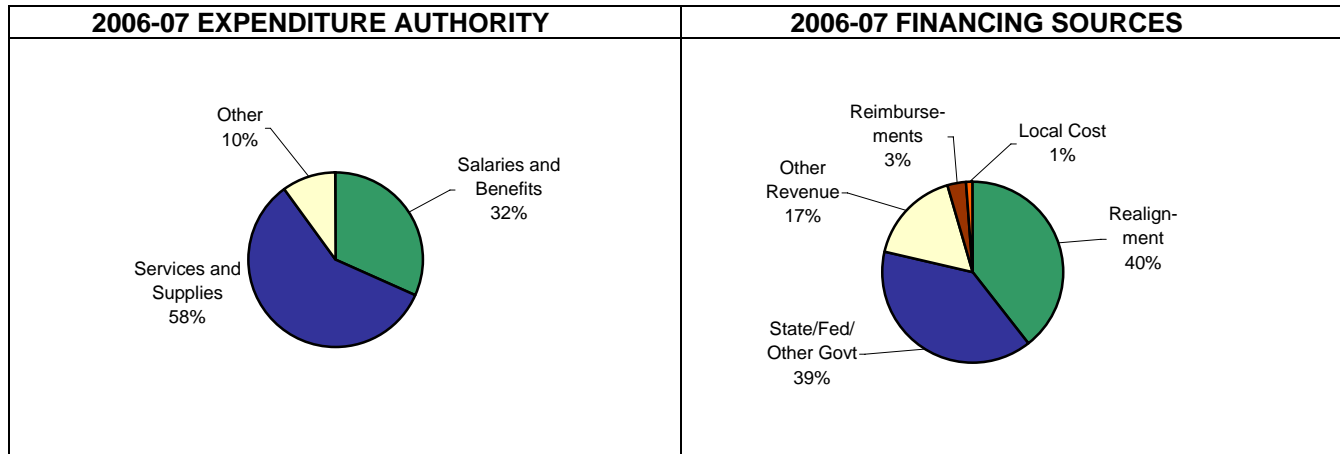 2006-07 EXPENDITURE AUTHORITY
Other
10%
Salaries and
Benefits
32%
Services and
Supplies
58%
2006-07 FINANCING SOURCES
Reimburse-
ments
3%
Local Cost
1%
Other
Revenue
17%
Realign-
ment
40%
State/Fed/
Other Govt
39%